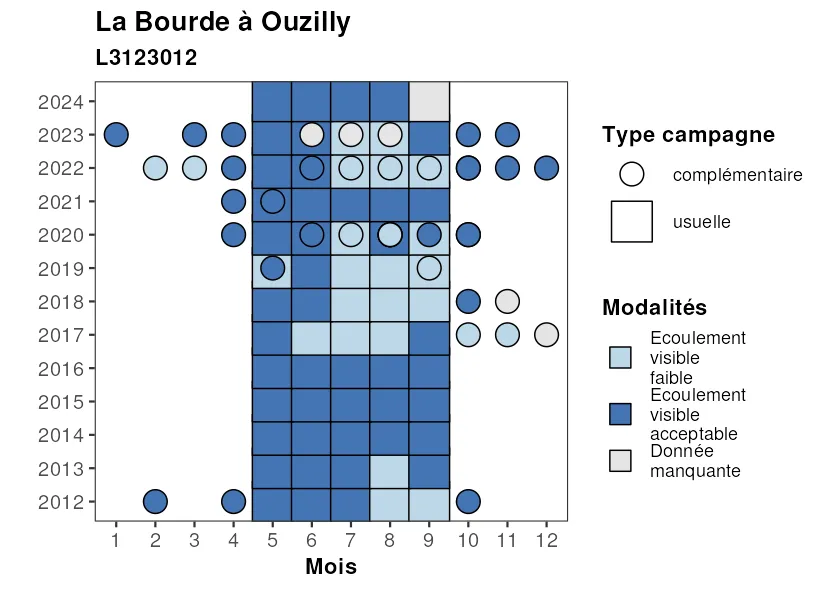 La Bourde à Ouzilly
L3123012
2024
2023
2022
2021
2020
2019
2018
2017
2016
2015
2014
2013
2012
1 2 3 4 5 6 7 8 9 10 11 12
Mois
Type campagne
complémentaire
usuelle
Modalités
Ecoulement
visible
faible
Ecoulement
visible
acceptable
Donnée
manquante